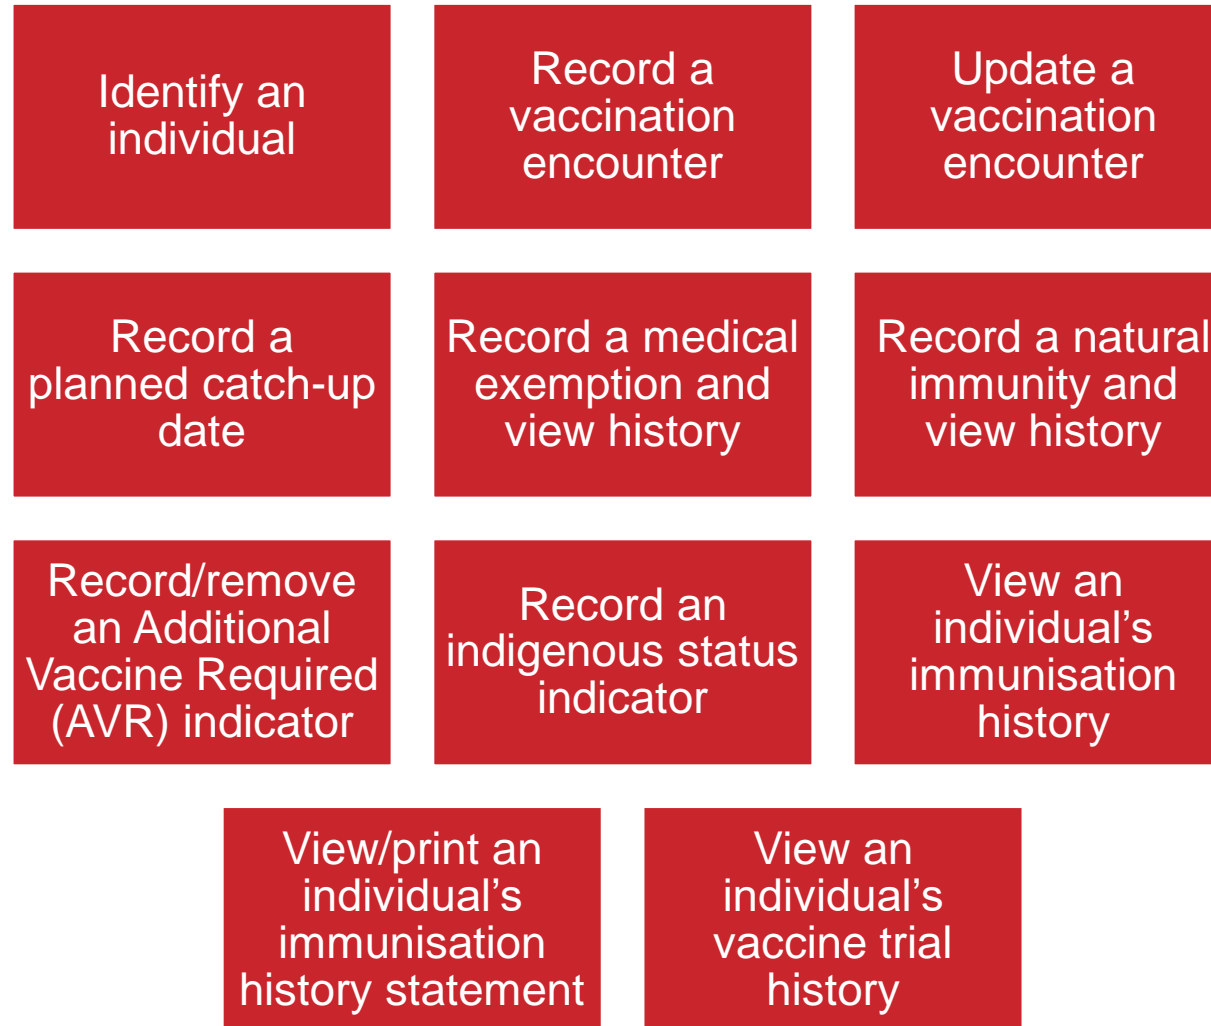 Identify an
individual
Record a
vaccination
encounter
Update a
vaccination
encounter
Record a
planned catch-up
date
Record a medical
exemption and
view history
Record a natural
immunity and
view history
Record/remove
an Additional
Vaccine Required
(AVR) indicator
Record an
indigenous status
indicator
View an
individual’s
immunisation
history
View/print an
individual’s
immunisation
history statement
View an
individual’s
vaccine trial
history